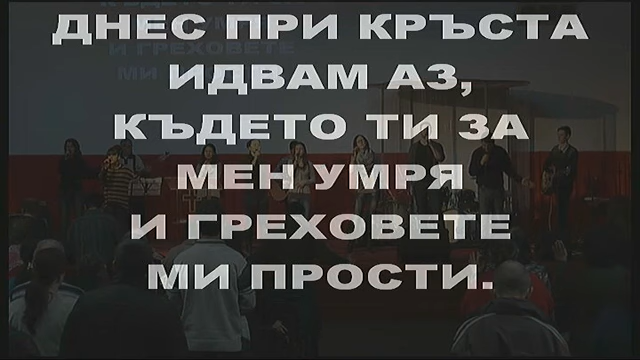 ДНЕС ПРИ КРЪСТА
ИДВАМ АЗ,
КЪДЕТО ТИ ЗА
МЕН УМРЯ
И ГРЕХОВЕТЕ
МИ ПРОСТИ.